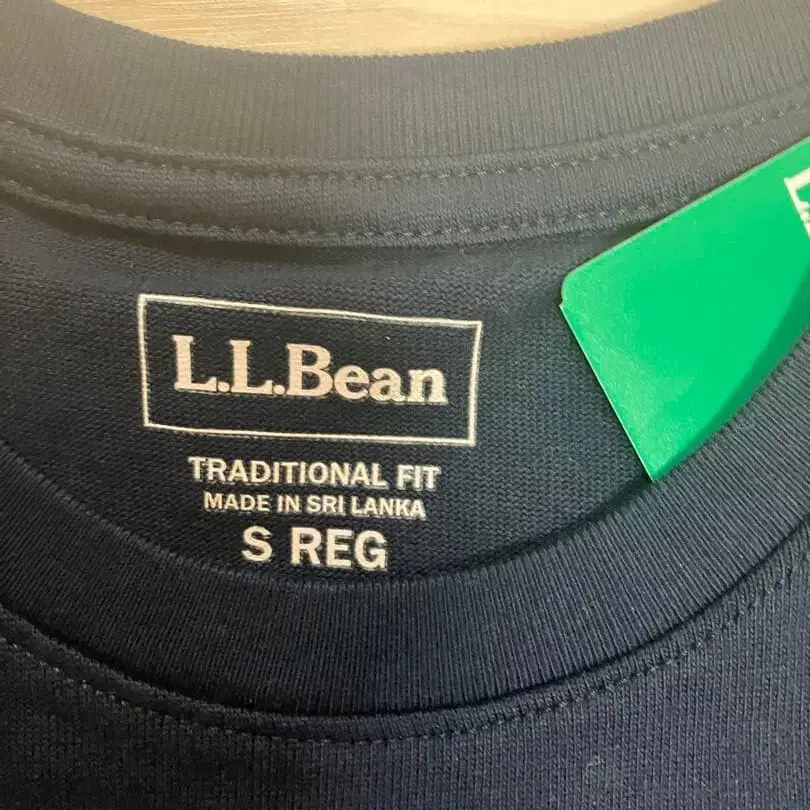 L.L.Bean
TRADITIONAL FIT
MADE IN SRI LANKA
S REG